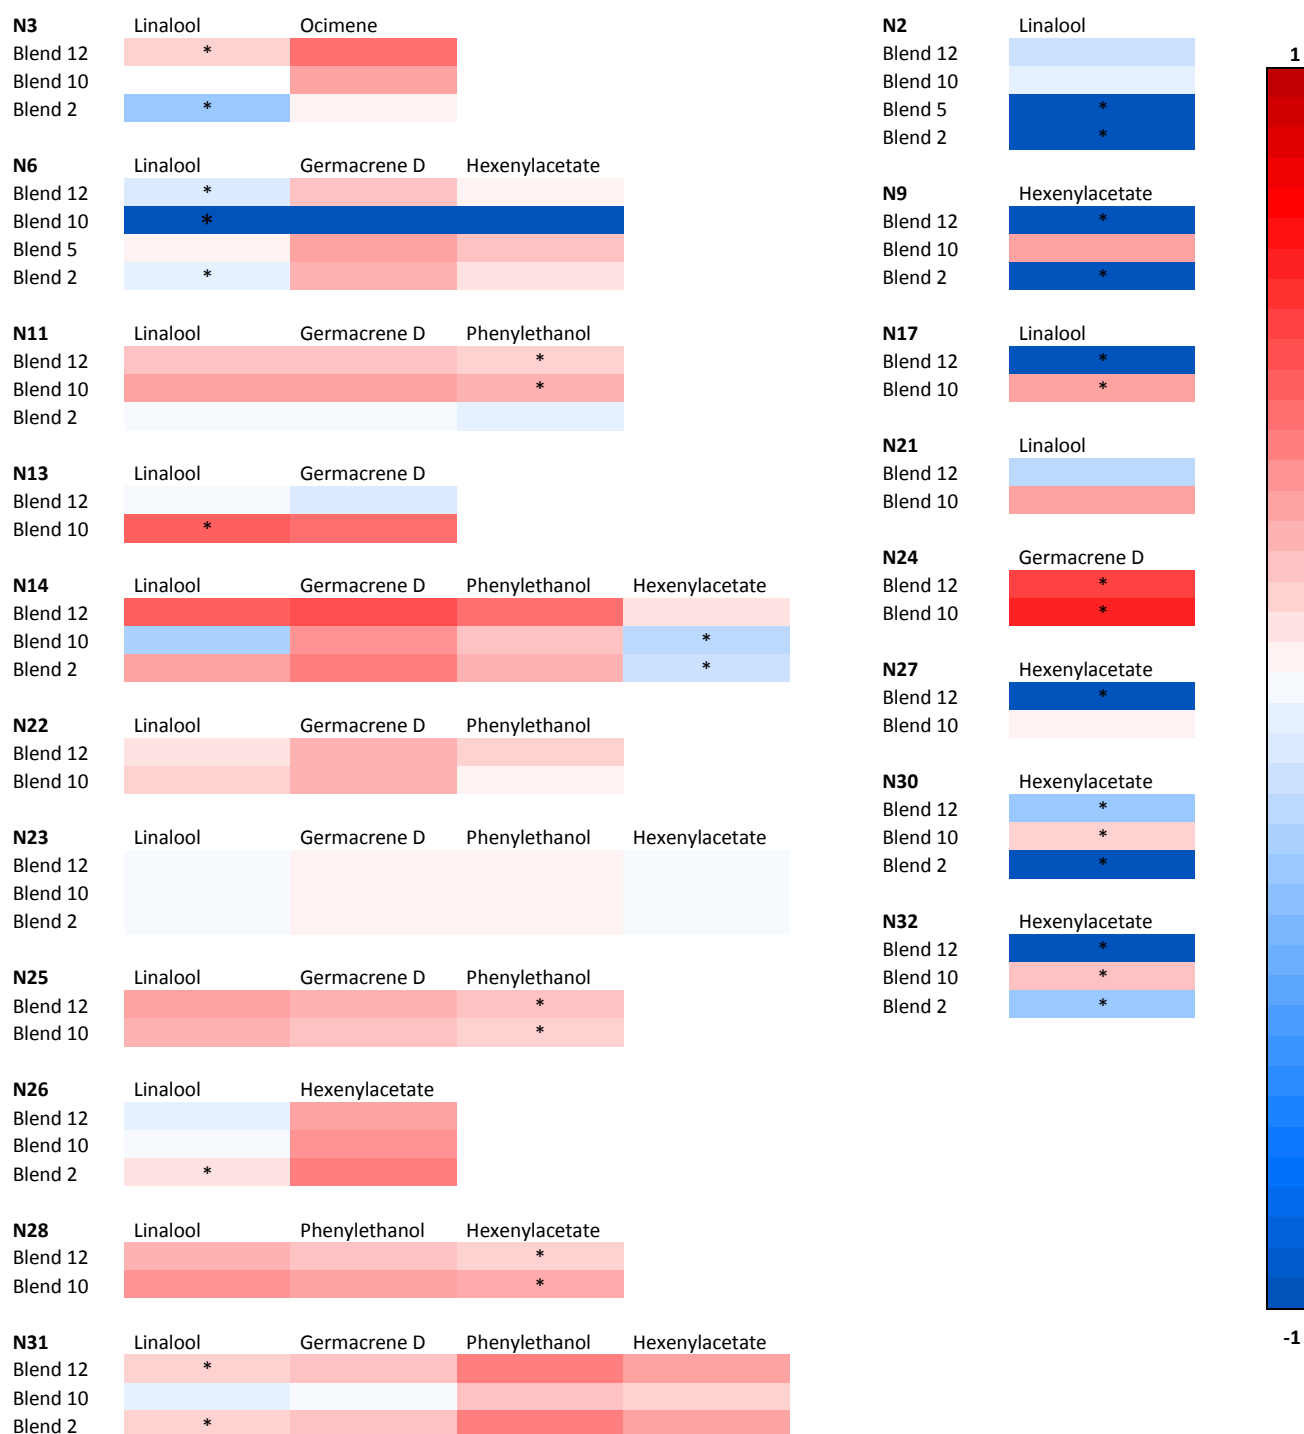 N3 Linalool Ocimene
Blend 12 *
Blend 10
Blend 2 *
N6 Linalool Germacrene D Hexenylacetate
Blend 12 *
Blend 10 *
Blend 5
Blend 2 *
N11 Linalool Germacrene D Phenylethanol
Blend 12 *
Blend 10 *
Blend 2
N13 Linalool Germacrene D
Blend 12
Blend 10 *
N14 Linalool Germacrene D Phenylethanol Hexenylacetate
Blend 12
Blend 10 *
Blend 2 *
N22 Linalool Germacrene D Phenylethanol
Blend 12
Blend 10
N23 Linalool Germacrene D Phenylethanol Hexenylacetate
Blend 12
Blend 10
Blend 2
N25 Linalool Germacrene D Phenylethanol
Blend 12 *
Blend 10 *
N26 Linalool Hexenylacetate
Blend 12
Blend 10
Blend 2 *
N28 Linalool Phenylethanol Hexenylacetate
Blend 12 *
Blend 10 *
N31 Linalool Germacrene D Phenylethanol Hexenylacetate
Blend 12 *
Blend 10
Blend 2 *
N2 Linalool
Blend 12
Blend 10
Blend 5 *
Blend 2 *
N9 Hexenylacetate
Blend 12 *
Blend 10
Blend 2 *
N17 Linalool
Blend 12 *
Blend 10 *
N21 Linalool
Blend 12
Blend 10
N24 Germacrene D
Blend 12 *
Blend 10 *
N27 Hexenylacetate
Blend 12 *
Blend 10
N30 Hexenylacetate
Blend 12 *
Blend 10 *
Blend 2 *
N32 Hexenylacetate
Blend 12 *
Blend 10 *
Blend 2 *
1
-1